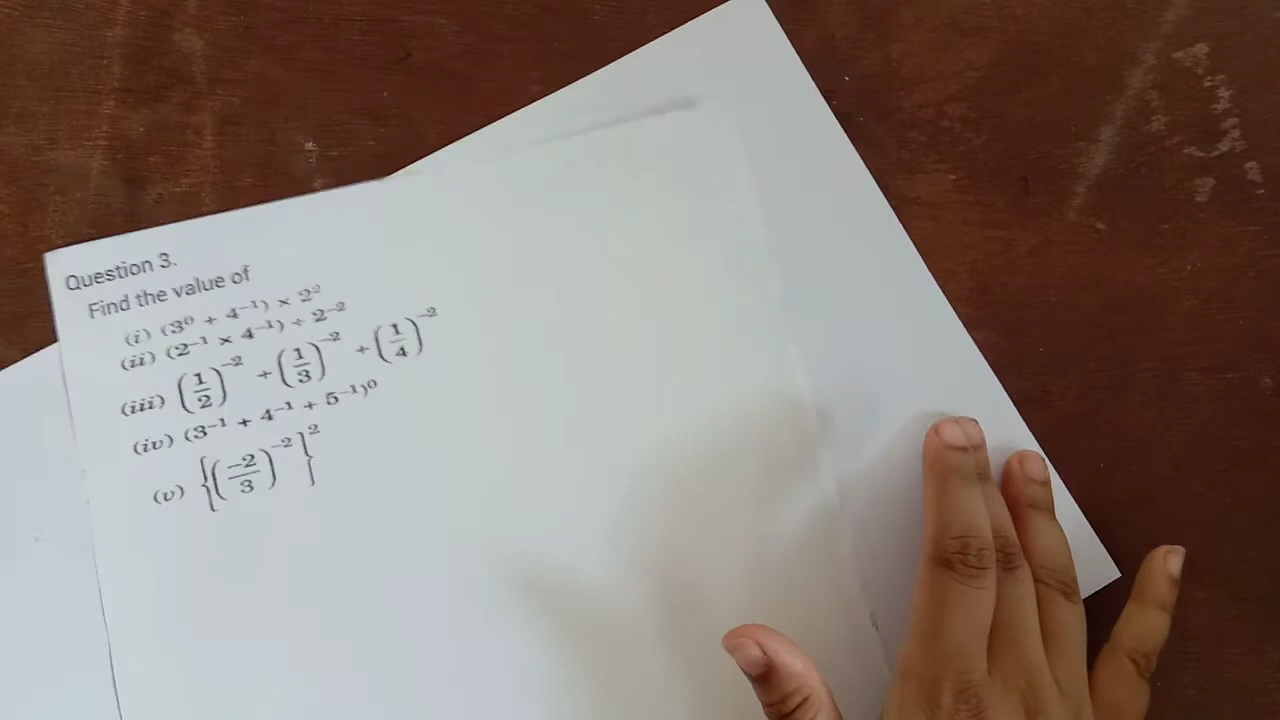 Question 3.
Find the value of
(i) (3⁰ + 4⁻¹) × 2²
(ii) (2⁻¹ × 4⁻¹) ÷ 2⁻²
(iii) (1/2)⁻² + (1/3)⁻² + (1/4)⁻²
(iv) (3⁻¹ + 4⁻¹ + 5⁻¹)⁰
(v) {(-2/3)⁻²}²